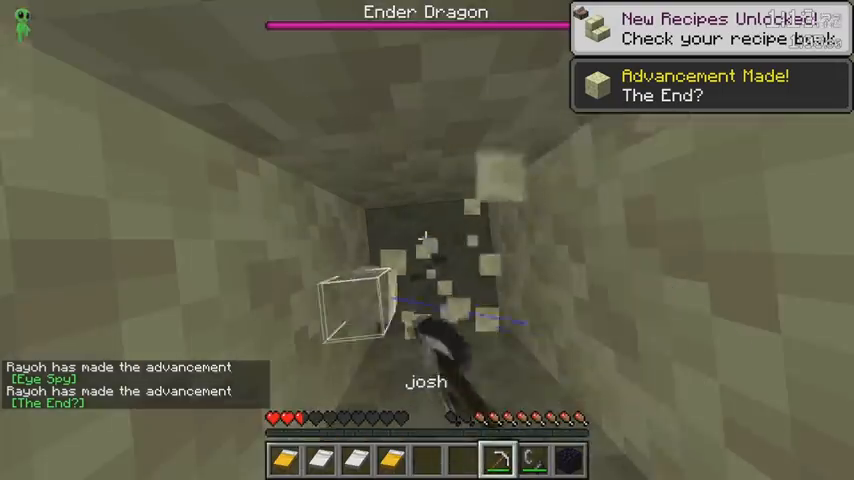 Ender Dragon
New Recipes Unlocked!
Check your recipe book
Advancement Made!
The End?
Rayoh has made the advancement
[Eye Spy]
Rayoh has made the advancement
[The End?]
josh